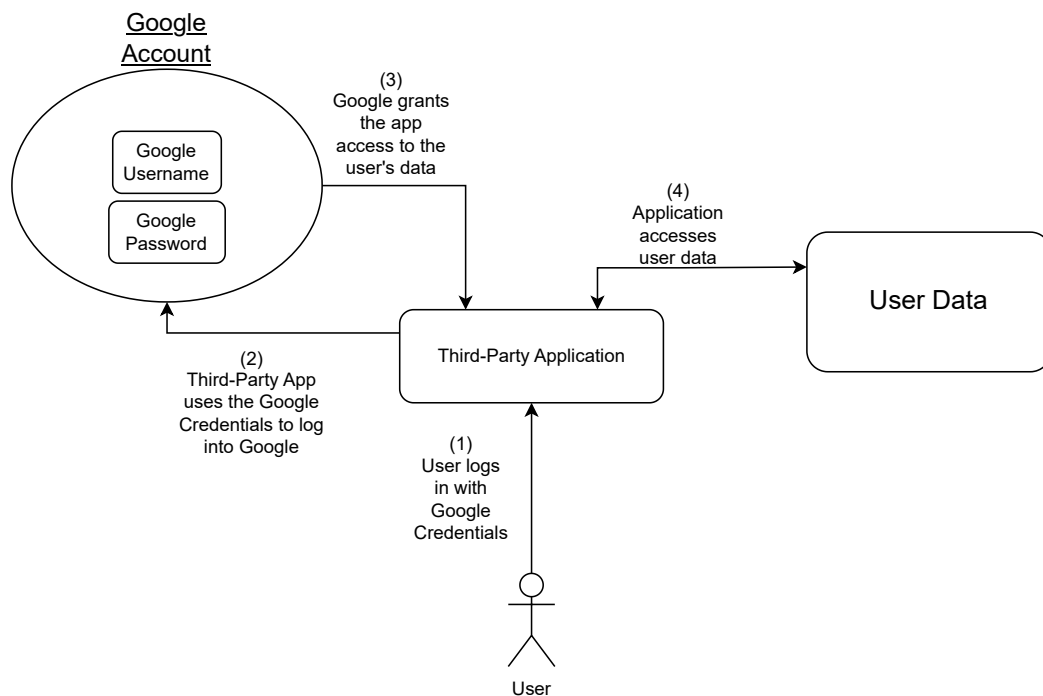 Google
Account
Google
Username
Google
Password
(3)
Google grants
the app
access to the
user's data
(4)
Application
accesses
user data
User Data
Third-Party Application
(2)
Third-Party App
uses the Google
Credentials to log
into Google
(1)
User logs
in with
Google
Credentials
User